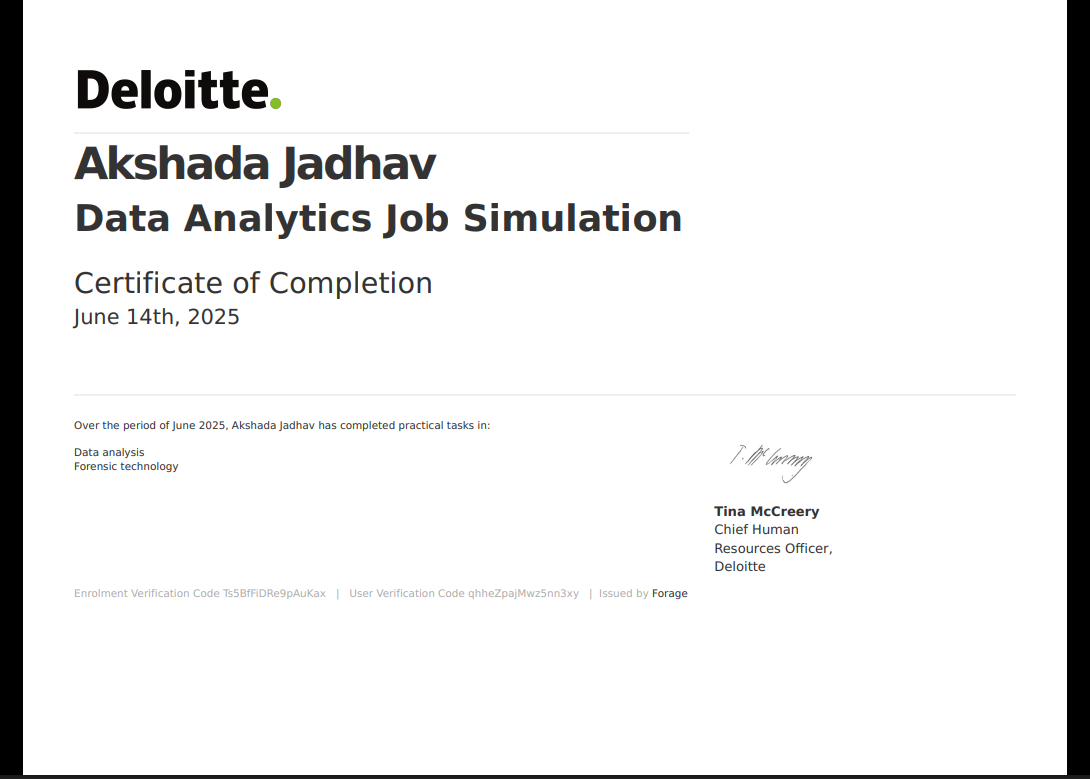 Deloitte.
Akshada Jadhav
Data Analytics Job Simulation
Certificate of Completion
June 14th, 2025
Over the period of June 2025, Akshada Jadhav has completed practical tasks in:
Data analysis
Forensic technology
T. McCreery
Tina McCreery
Chief Human
Resources Officer,
Deloitte
Enrolment Verification Code Ts5BfFiDRe9pAuKax | User Verification Code qhheZpajMwz5nn3xy | Issued by Forage